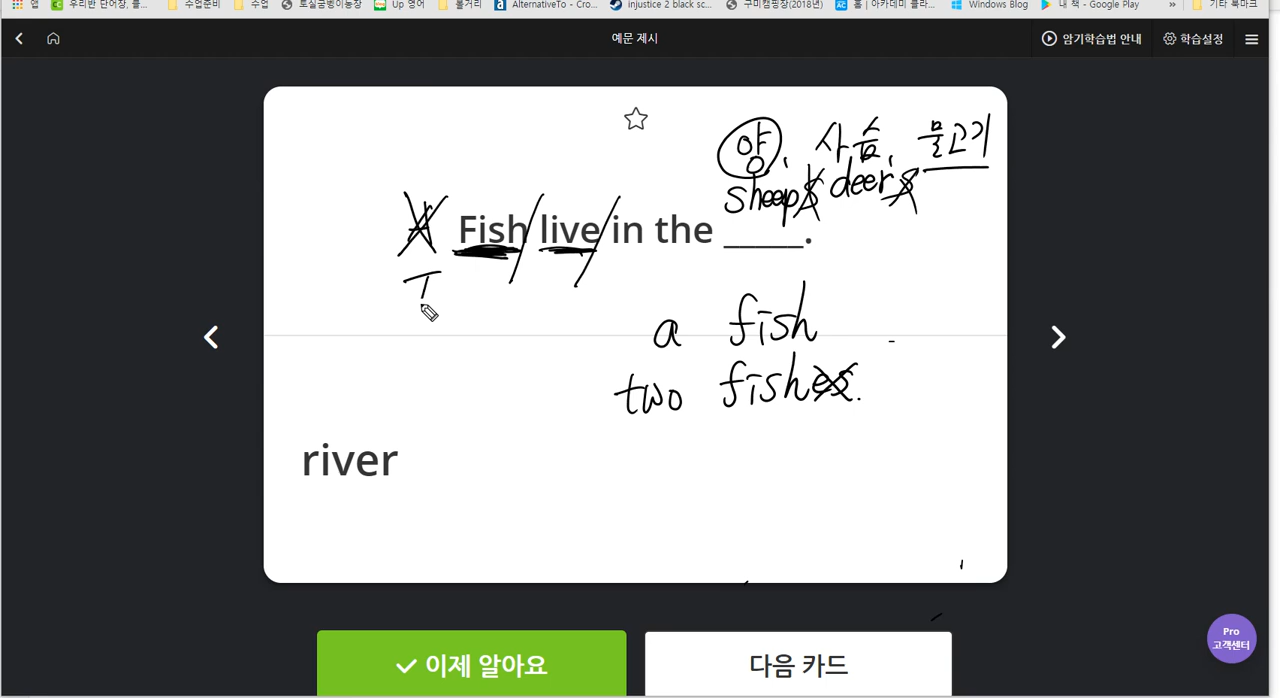 앱 우리반 단어장, 클... 수업준비 수업 토실금벙이농장 Up 영어 볼거리 AlternativeTo - Cro... injustice 2 black sc... 구미캠핑장(2018년) 홈 | 아카데미 클라... Windows Blog 내 책 - Google Play » 기타 북마크
예문 제시 암기학습법 안내 학습설정
양, 사슴, 물고기
sheeps deers
A Fish live in the _____.
T
a fish
two fishes.
river
Pro
고객센터
이제 알아요 다음 카드